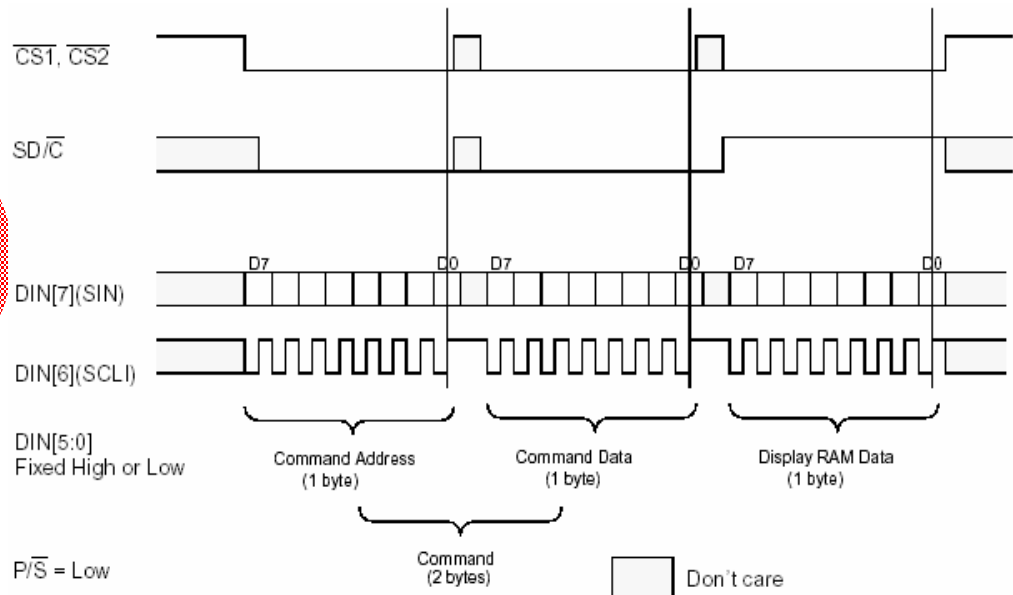 C̅S̅1̅, C̅S̅2̅
SD/C̅
D7 D0 D7 D0 D7 D0
DIN[7](SIN)
DIN[6](SCLI)
DIN[5:0]
Fixed High or Low
Command Address
(1 byte)
Command Data
(1 byte)
Display RAM Data
(1 byte)
Command
(2 bytes)
P/S̅ = Low
Don't care